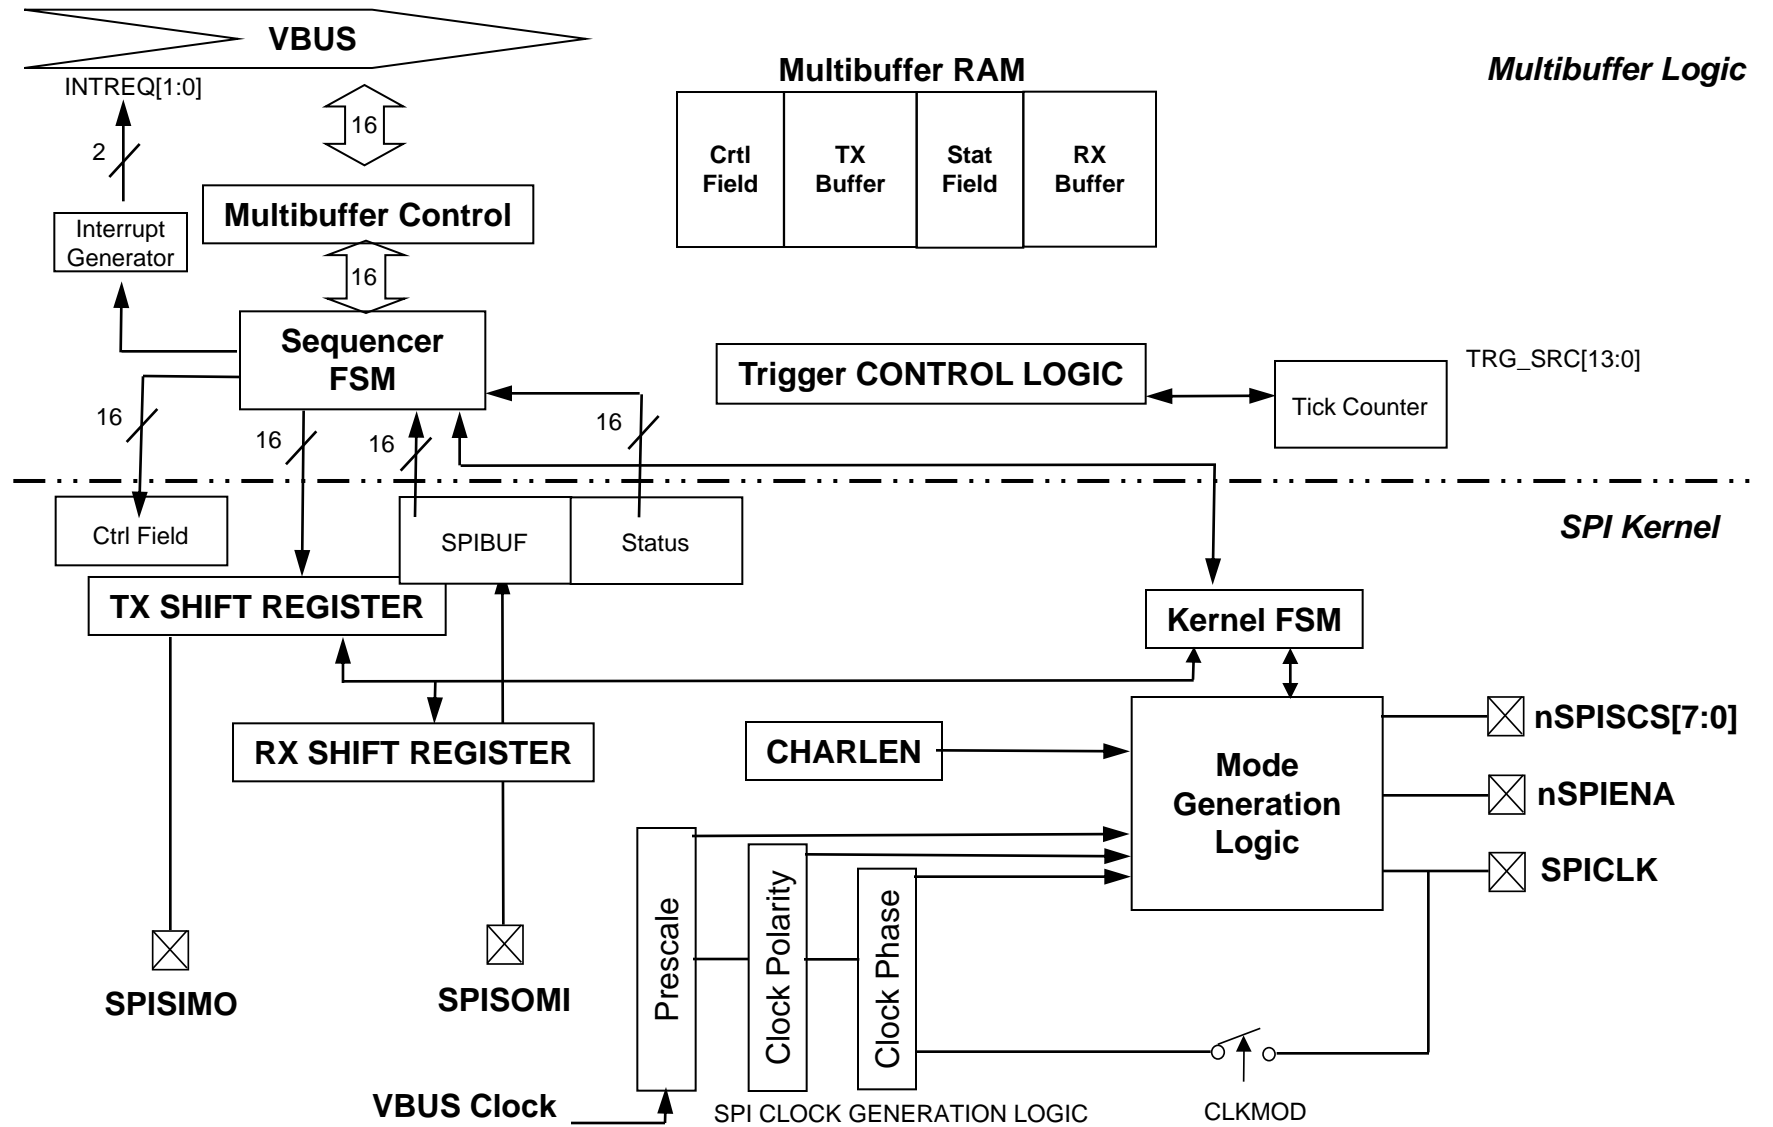 VBUS
INTREQ[1:0]
Multibuffer RAM
Multibuffer Logic
16
2
Crtl
Field
TX
Buffer
Stat
Field
RX
Buffer
Multibuffer Control
Interrupt
Generator
16
Sequencer
FSM
Trigger CONTROL LOGIC
TRG_SRC[13:0]
Tick Counter
16
16
16
16
SPI Kernel
Ctrl Field
SPIBUF
Status
TX SHIFT REGISTER
Kernel FSM
RX SHIFT REGISTER
CHARLEN
Mode
Generation
Logic
nSPISCS[7:0]
nSPIENA
SPICLK
Prescale
Clock Polarity
Clock Phase
SPISIMO
SPISOMI
VBUS Clock
SPI CLOCK GENERATION LOGIC
CLKMOD